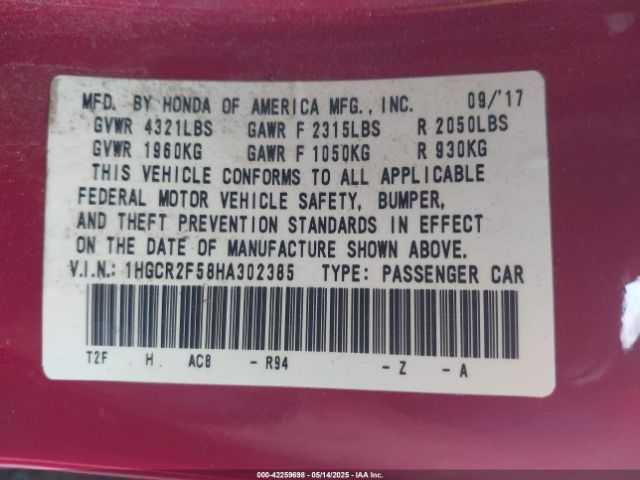 MFD. BY HONDA OF AMERICA MFG., INC. 09/'17
GVWR 4321LBS GAWR F 2315LBS R 2050LBS
GVWR 1960KG GAWR F 1050KG R 930KG
THIS VEHICLE CONFORMS TO ALL APPLICABLE
FEDERAL MOTOR VEHICLE SAFETY, BUMPER,
AND THEFT PREVENTION STANDARDS IN EFFECT
ON THE DATE OF MANUFACTURE SHOWN ABOVE.
V.I.N.: 1HGCR2F58HA302385 TYPE: PASSENGER CAR
T2F H AC8 - R94 - Z - A
000-42259698 - 05/14/2025 - IAA Inc.